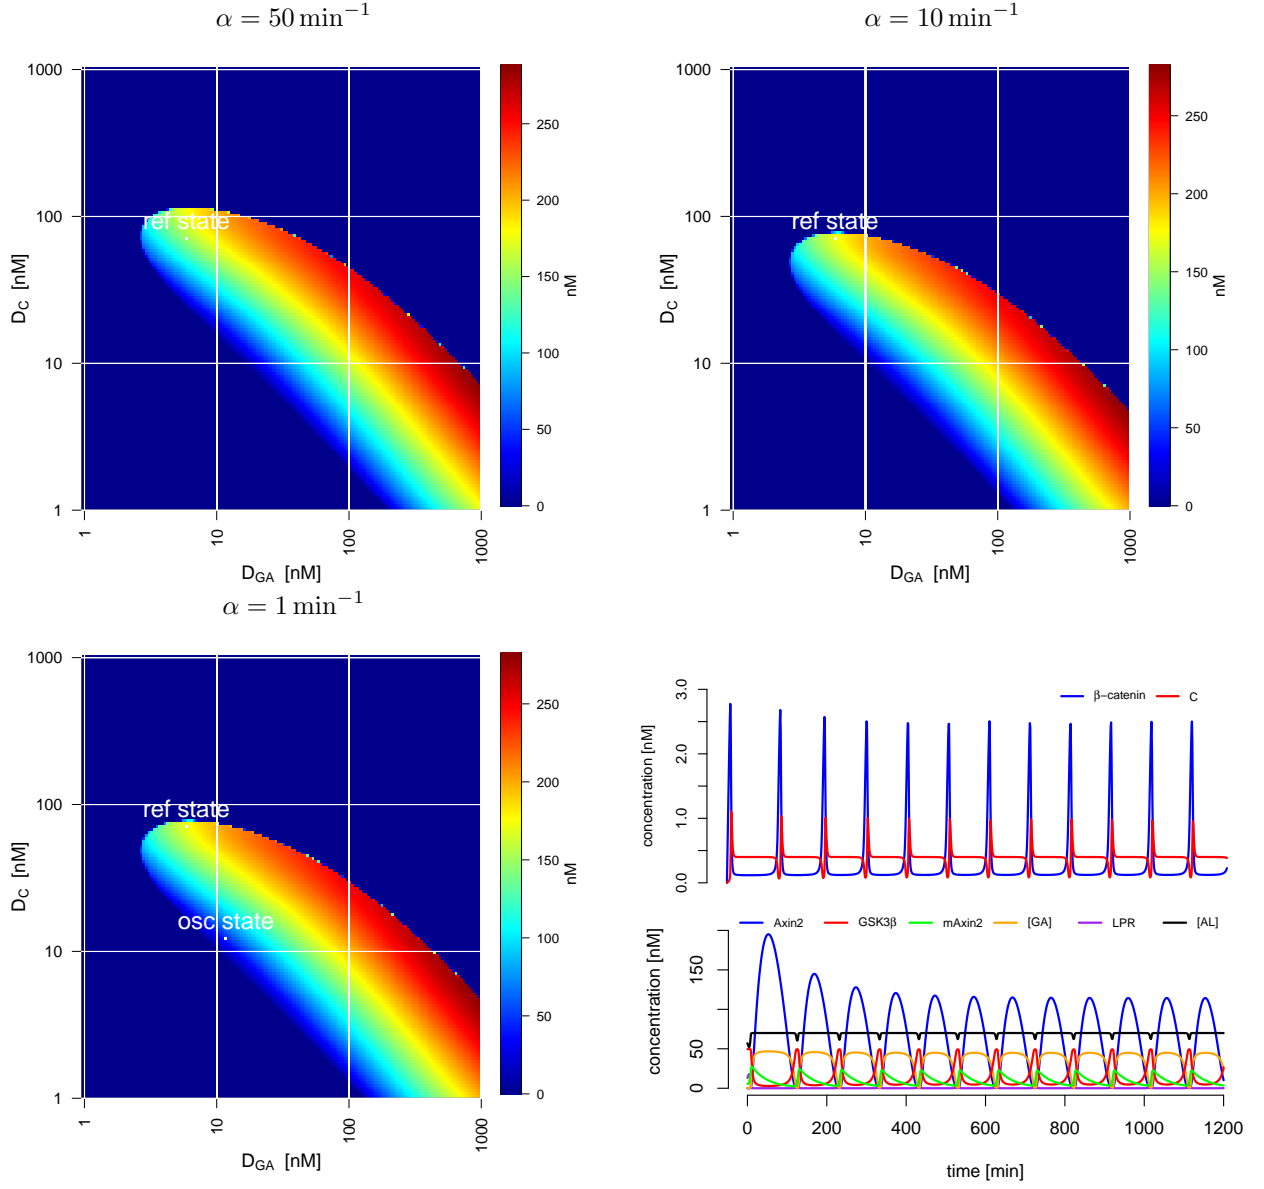 α = 50 min⁻¹
1000
100
10
1
D_C [nM]
ref state
1
10
100
1000
D_GA [nM]
250
200
150
100
50
0
nM
α = 10 min⁻¹
1000
100
10
1
D_C [nM]
ref state
1
10
100
1000
D_GA [nM]
250
200
150
100
50
0
nM
α = 1 min⁻¹
1000
100
10
1
D_C [nM]
ref state
osc state
1
10
100
1000
D_GA [nM]
250
200
150
100
50
0
nM
β−catenin C
3.0
2.0
1.0
0.0
concentration [nM]
Axin2 GSK3β mAxin2 [GA] LPR [AL]
150
50
0
concentration [nM]
0 200 400 600 800 1000 1200
time [min]